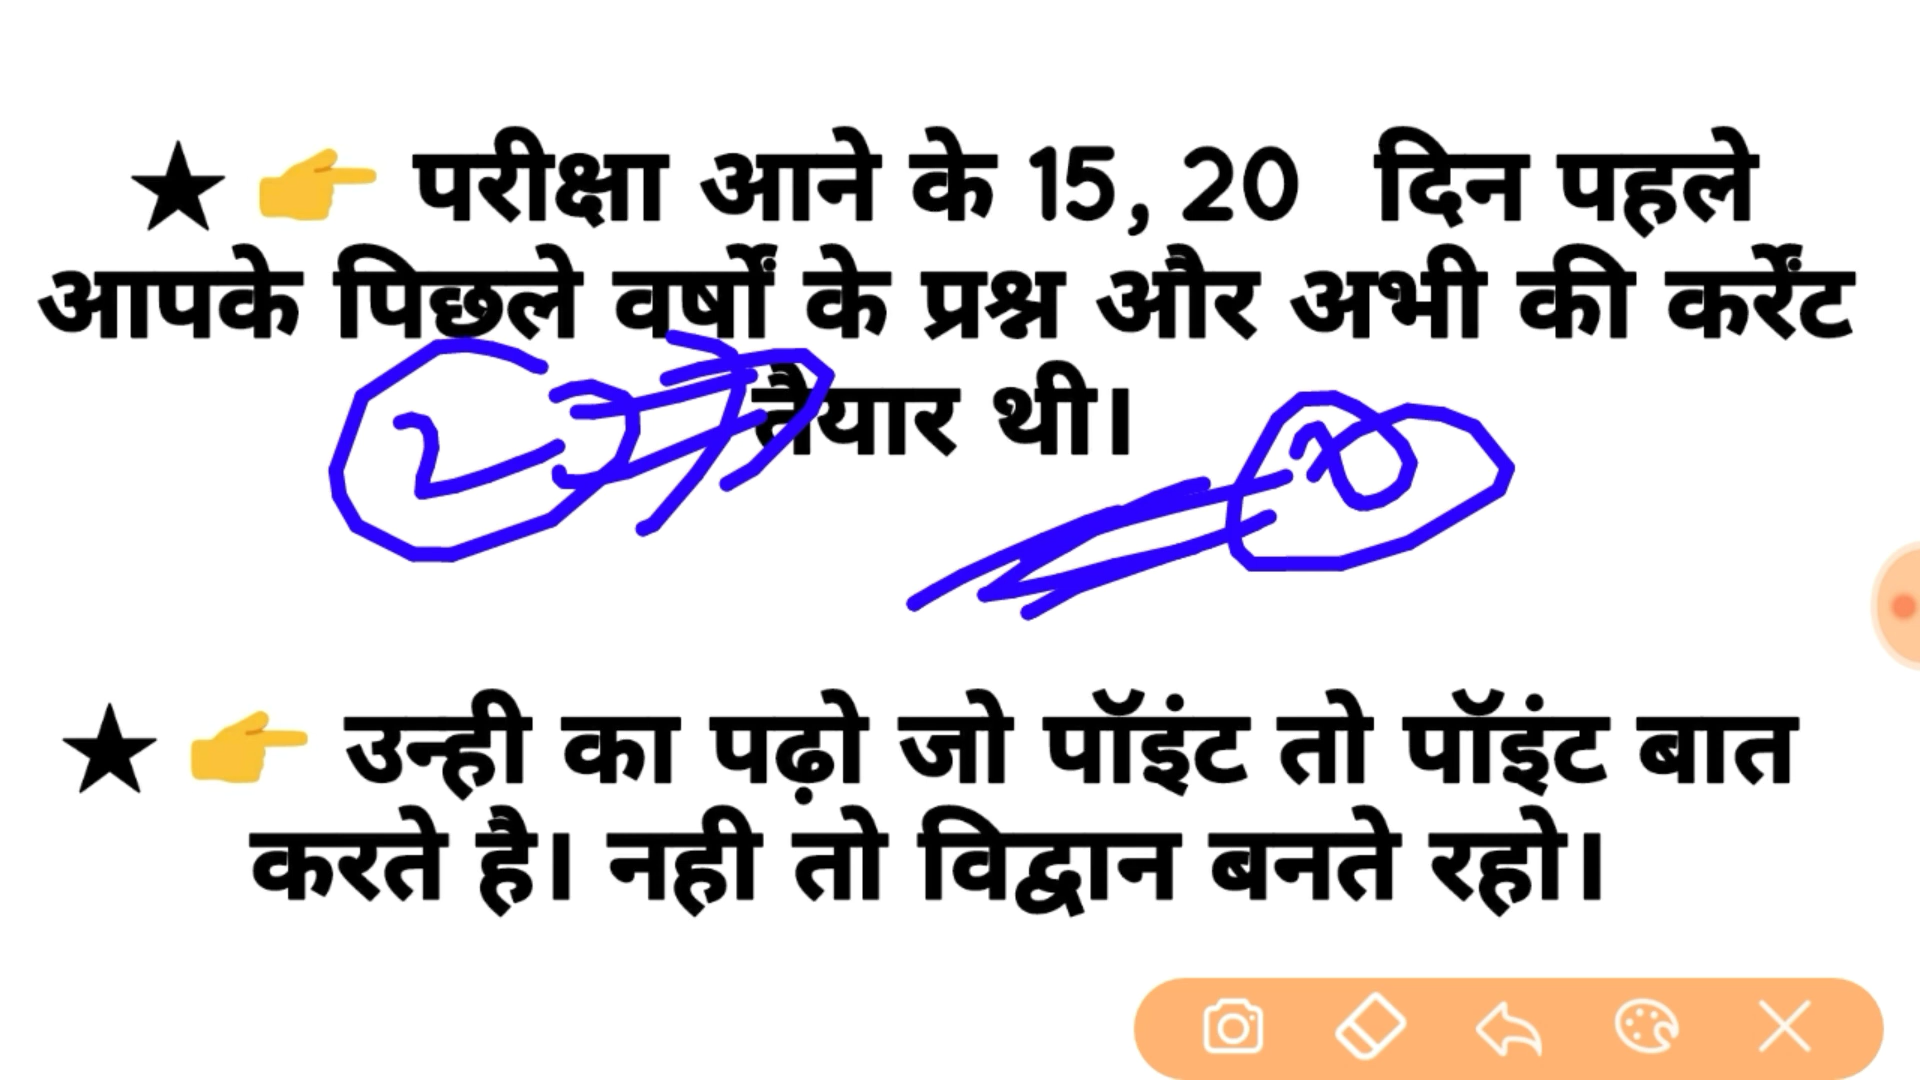 ★ 👉 परीक्षा आने के 15, 20 दिन पहले
आपके पिछले वर्षों के प्रश्न और अभी की कर्रेंट
तैयार थी।
★ 👉 उन्ही का पढ़ो जो पॉइंट तो पॉइंट बात
करते है। नही तो विद्वान बनते रहो।